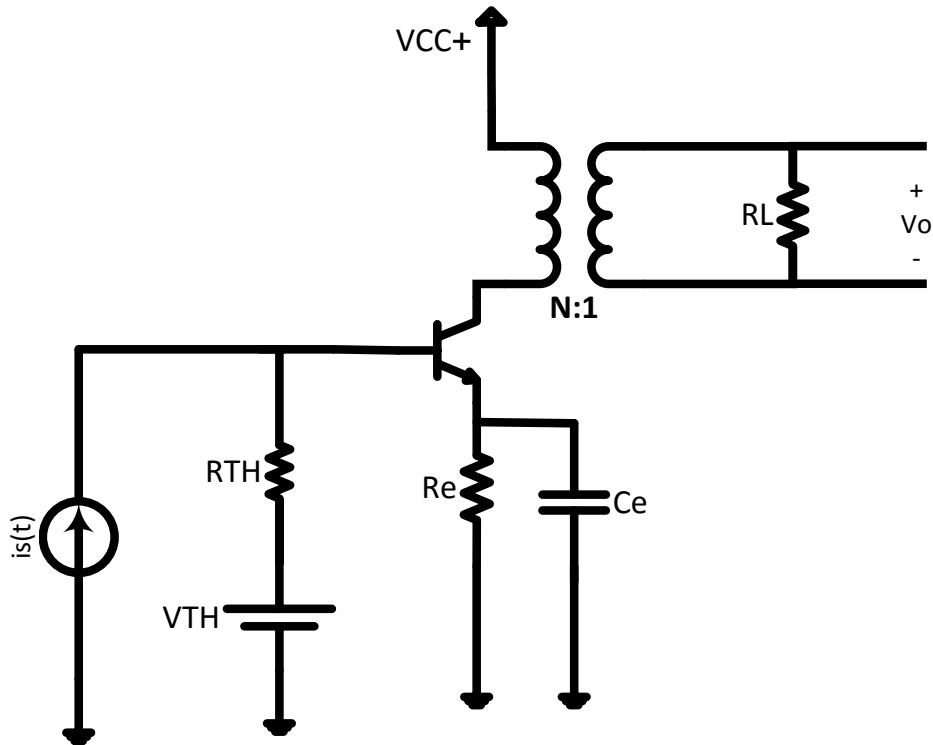 VCC+
RL
+
Vo
-
N:1
RTH
Re
Ce
is(t)
VTH